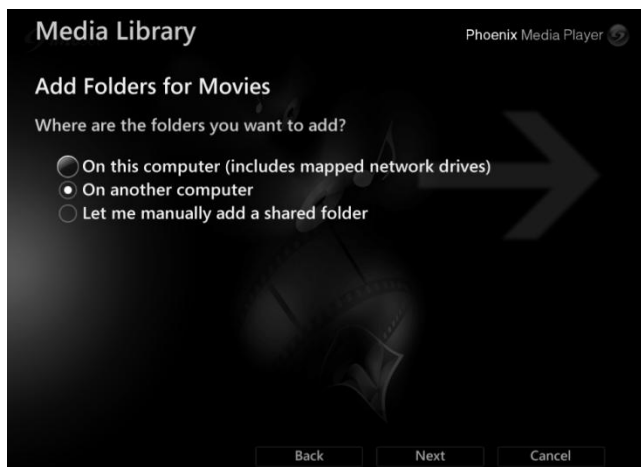 Media Library
Phoenix Media Player
Add Folders for Movies
Where are the folders you want to add?
On this computer (includes mapped network drives)
On another computer
Let me manually add a shared folder
Back Next Cancel